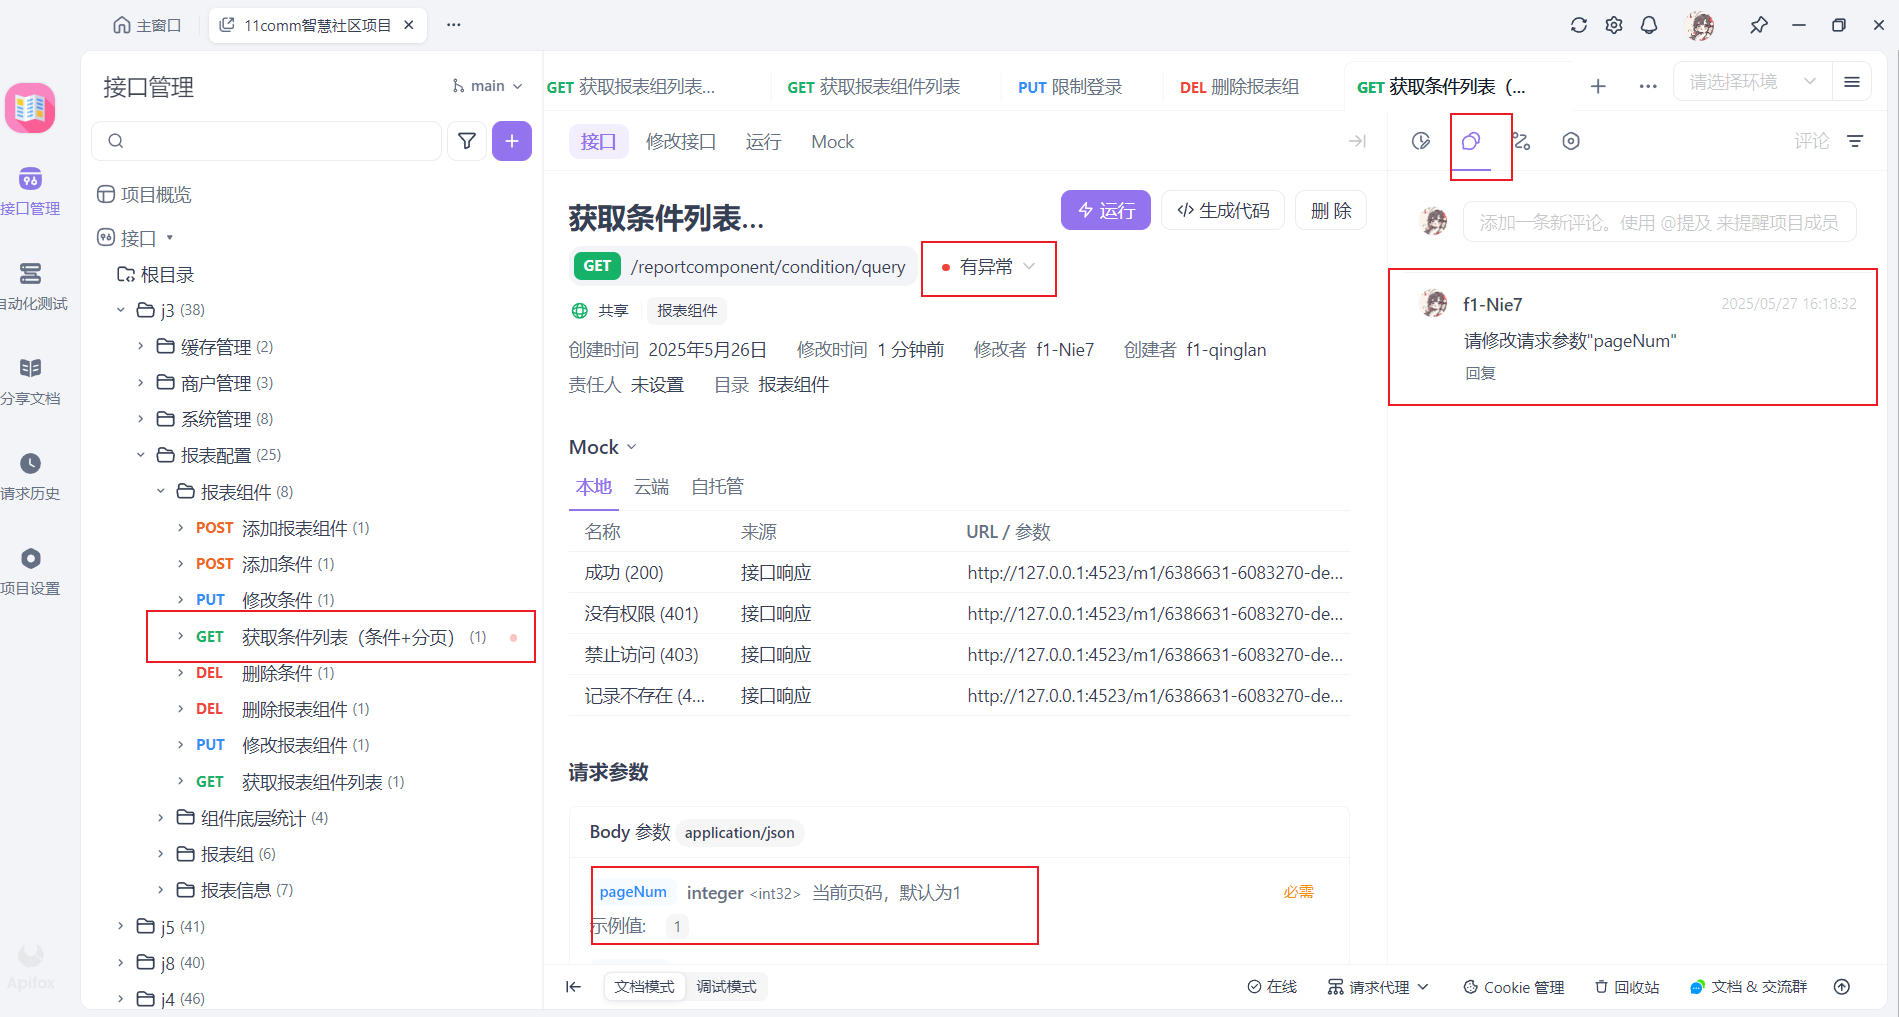 主窗口
11comm智慧社区项目
接口管理
自动化测试
分享文档
请求历史
项目设置
Apifox
接口管理
main
项目概览
接口
根目录
j3 (38)
缓存管理 (2)
商户管理 (3)
系统管理 (8)
报表配置 (25)
报表组件 (8)
POST 添加报表组件 (1)
POST 添加条件 (1)
PUT 修改条件 (1)
GET 获取条件列表（条件+分页） (1)
DEL 删除条件 (1)
DEL 删除报表组件 (1)
PUT 修改报表组件 (1)
GET 获取报表组件列表 (1)
组件底层统计 (4)
报表组 (6)
报表信息 (7)
j5 (41)
j8 (40)
j4 (46)
GET 获取报表组列表...
GET 获取报表组件列表
PUT 限制登录
DEL 删除报表组
GET 获取条件列表（...
请选择环境
接口 修改接口 运行 Mock
获取条件列表...
运行
生成代码
删 除
GET /reportcomponent/condition/query
有异常
共享 报表组件
创建时间 2025年5月26日 修改时间 1 分钟前 修改者 f1-Nie7 创建者 f1-qinglan
责任人 未设置 目录 报表组件
Mock
本地 云端 自托管
名称 来源 URL / 参数
成功 (200) 接口响应 http://127.0.0.1:4523/m1/6386631-6083270-de...
没有权限 (401) 接口响应 http://127.0.0.1:4523/m1/6386631-6083270-de...
禁止访问 (403) 接口响应 http://127.0.0.1:4523/m1/6386631-6083270-de...
记录不存在 (4... 接口响应 http://127.0.0.1:4523/m1/6386631-6083270-de...
请求参数
Body 参数 application/json
pageNum integer <int32> 当前页码，默认为1 必需
示例值: 1
评论
添加一条新评论。使用 @提及 来提醒项目成员
f1-Nie7 2025/05/27 16:18:32
请修改请求参数"pageNum"
回复
文档模式 调试模式
在线 请求代理 Cookie 管理 回收站 文档 & 交流群